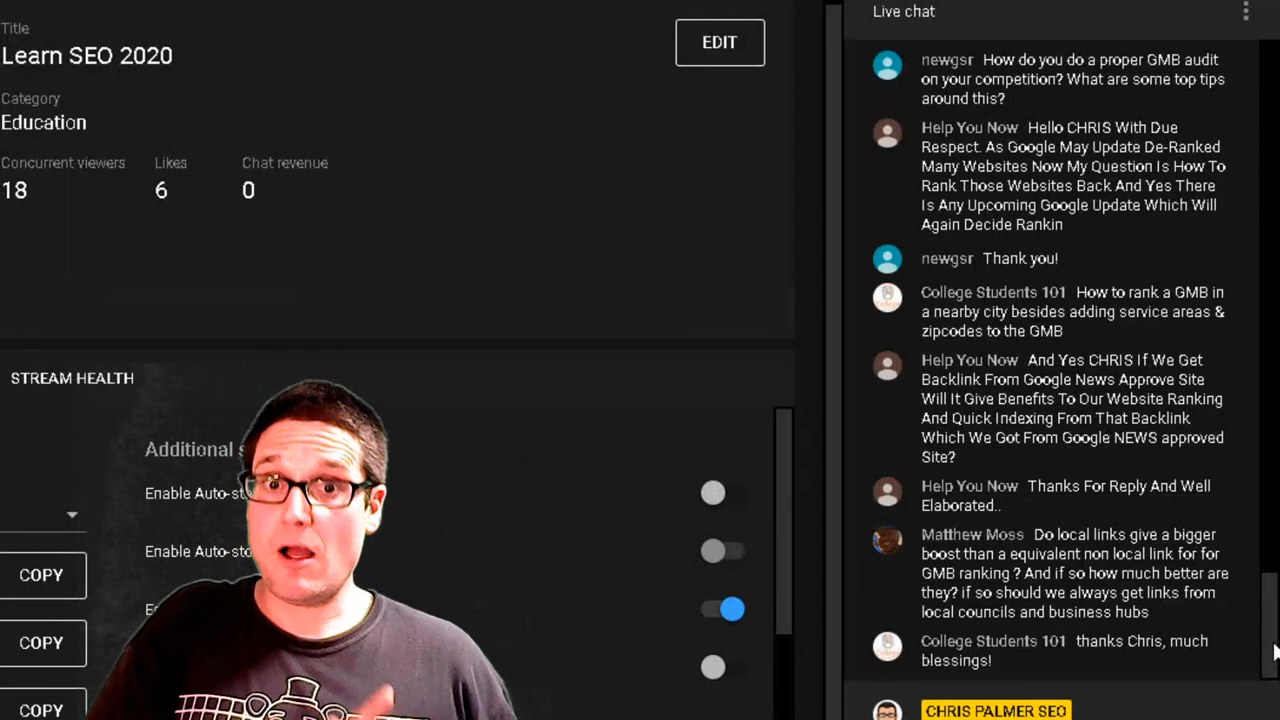 Title
Learn SEO 2020
EDIT
Category
Education
Concurrent viewers
Likes
Chat revenue
18
6
0
STREAM HEALTH
Additional
Enable Auto-st
Enable Auto-sto
COPY
COPY
COPY
Live chat
newgsr How do you do a proper GMB audit
on your competition? What are some top tips
around this?
Help You Now Hello CHRIS With Due
Respect. As Google May Update De-Ranked
Many Websites Now My Question Is How To
Rank Those Websites Back And Yes There
Is Any Upcoming Google Update Which Will
Again Decide Rankin
newgsr Thank you!
College Students 101 How to rank a GMB in
a nearby city besides adding service areas &
zipcodes to the GMB
Help You Now And Yes CHRIS If We Get
Backlink From Google News Approve Site
Will It Give Benefits To Our Website Ranking
And Quick Indexing From That Backlink
Which We Got From Google NEWS approved
Site?
Help You Now Thanks For Reply And Well
Elaborated..
Matthew Moss Do local links give a bigger
boost than a equivalent non local link for for
GMB ranking ? And if so how much better are
they? if so should we always get links from
local councils and business hubs
College Students 101 thanks Chris, much
blessings!
CHRIS PALMER SEO